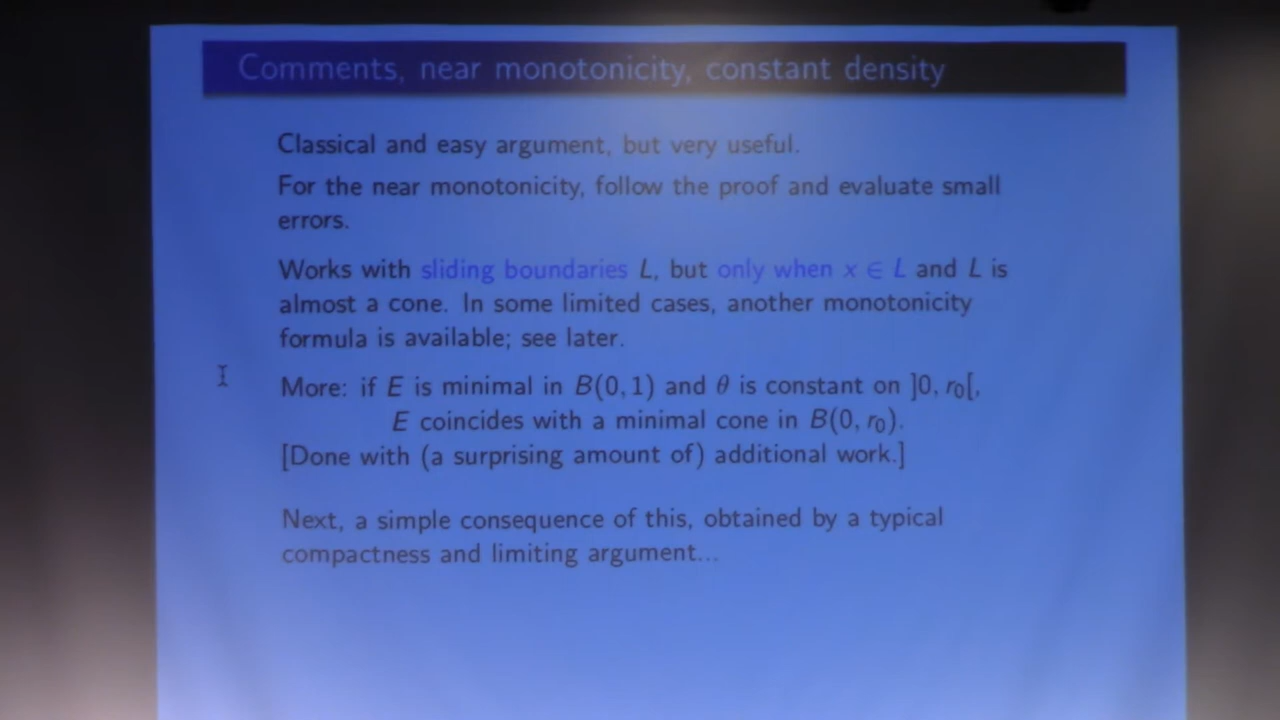 Comments, near monotonicity, constant density
Classical and easy argument, but very useful.
For the near monotonicity, follow the proof and evaluate small
errors.
Works with sliding boundaries L, but only when x ∈ L and L is
almost a cone. In some limited cases, another monotonicity
formula is available; see later.
More: if E is minimal in B(0, 1) and θ is constant on ]0, r₀[,
E coincides with a minimal cone in B(0, r₀).
[Done with (a surprising amount of) additional work.]
Next, a simple consequence of this, obtained by a typical
compactness and limiting argument...